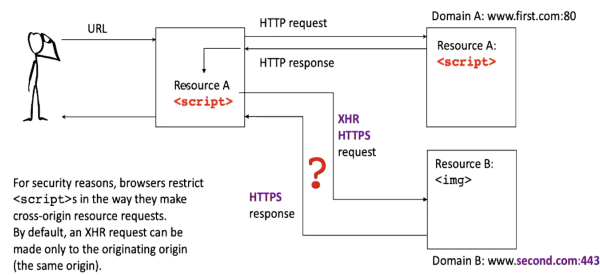 Domain A: www.first.com:80
URL
HTTP request
HTTP response
Resource A
<script>
Resource A:
<script>
XHR
HTTPS
request
?
HTTPS
response
Resource B:
<img>
Domain B: www.second.com:443
For security reasons, browsers restrict
<script>s in the way they make
cross-origin resource requests.
By default, an XHR request can be
made only to the originating origin
(the same origin).